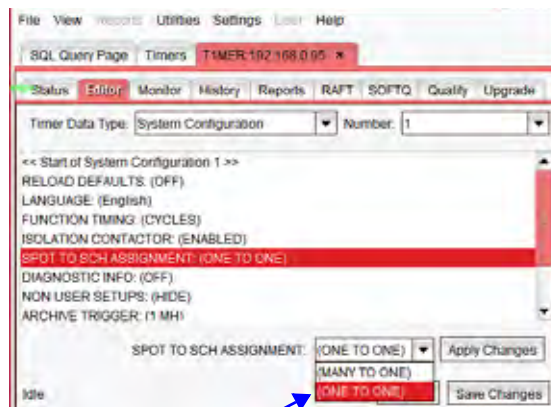 File View Reports Utilities Settings User Help
SQL Query Page Timers T1MER:192.168.0.95 ×
Status Editor Monitor History Reports RAFT SOFTQ Qualify Upgrade
Timer Data Type: System Configuration Number: 1
<< Start of System Configuration 1 >>
RELOAD DEFAULTS: (OFF)
LANGUAGE: (English)
FUNCTION TIMING: (CYCLES)
ISOLATION CONTACTOR: (ENABLED)
SPOT TO SCH ASSIGNMENT: (ONE TO ONE)
DIAGNOSTIC INFO: (OFF)
NON USER SETUPS: (HIDE)
ARCHIVE TRIGGER: (1 MH)
SPOT TO SCH ASSIGNMENT: (ONE TO ONE) Apply Changes
(MANY TO ONE)
Idle (ONE TO ONE) Save Changes